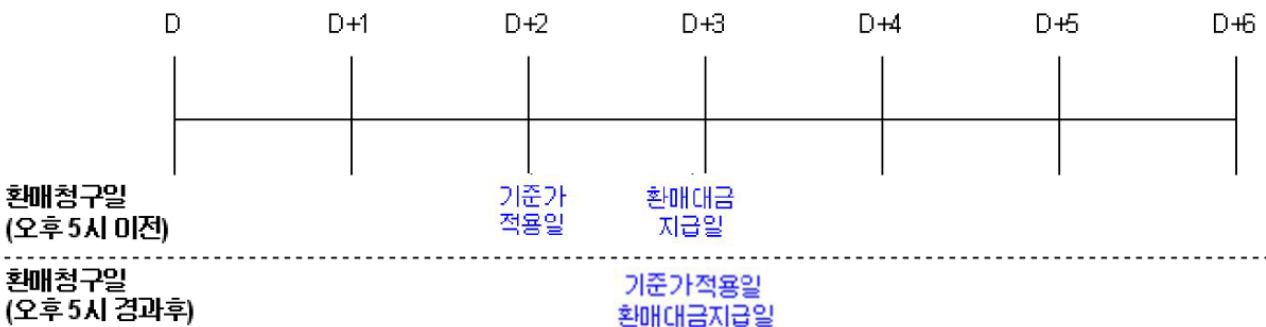 D D+1 D+2 D+3 D+4 D+5 D+6
환매청구일 기준가 환매대금
(오후 5시 이전) 적용일 지급일
환매청구일 기준가적용일
(오후 5시 경과후) 환매대금지급일